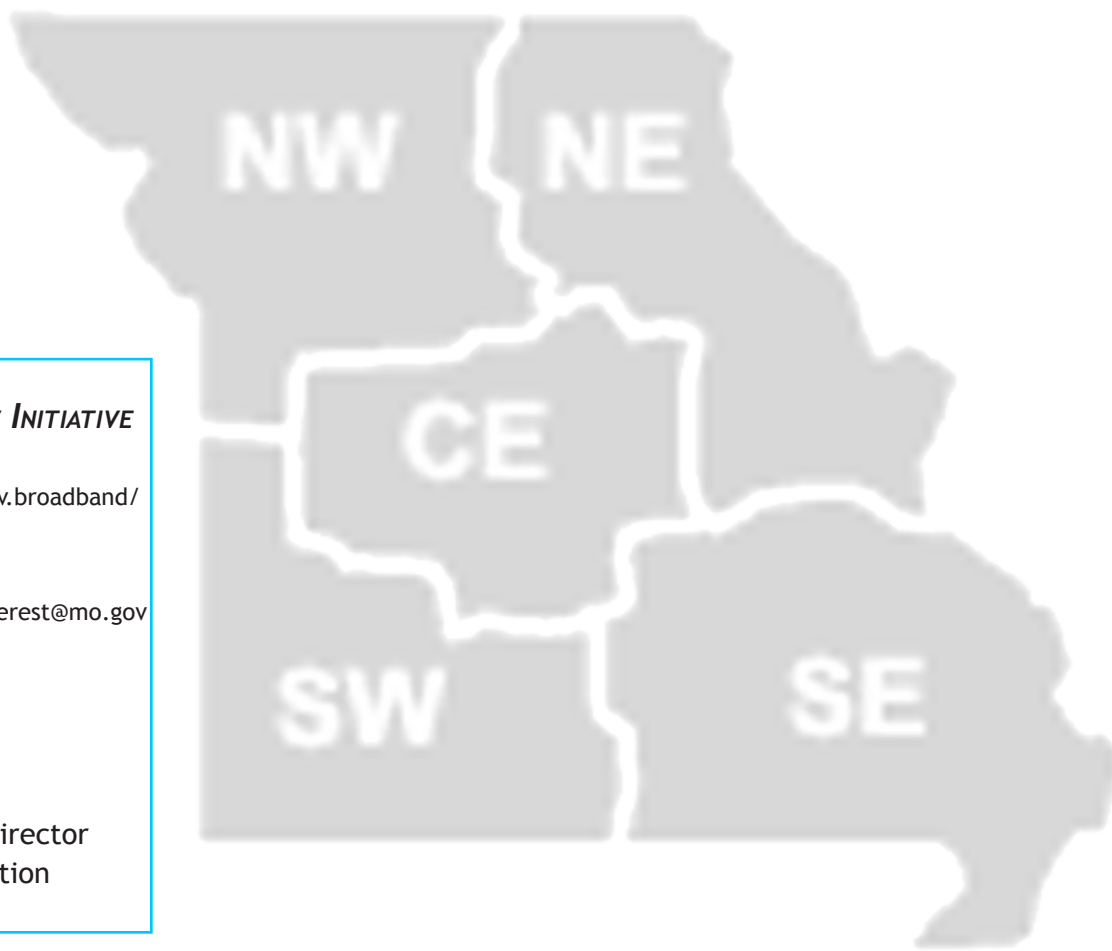 NW
NE
CE
SW
SE
INITIATIVE
v.broadband/
erest@mo.gov
irector
tion